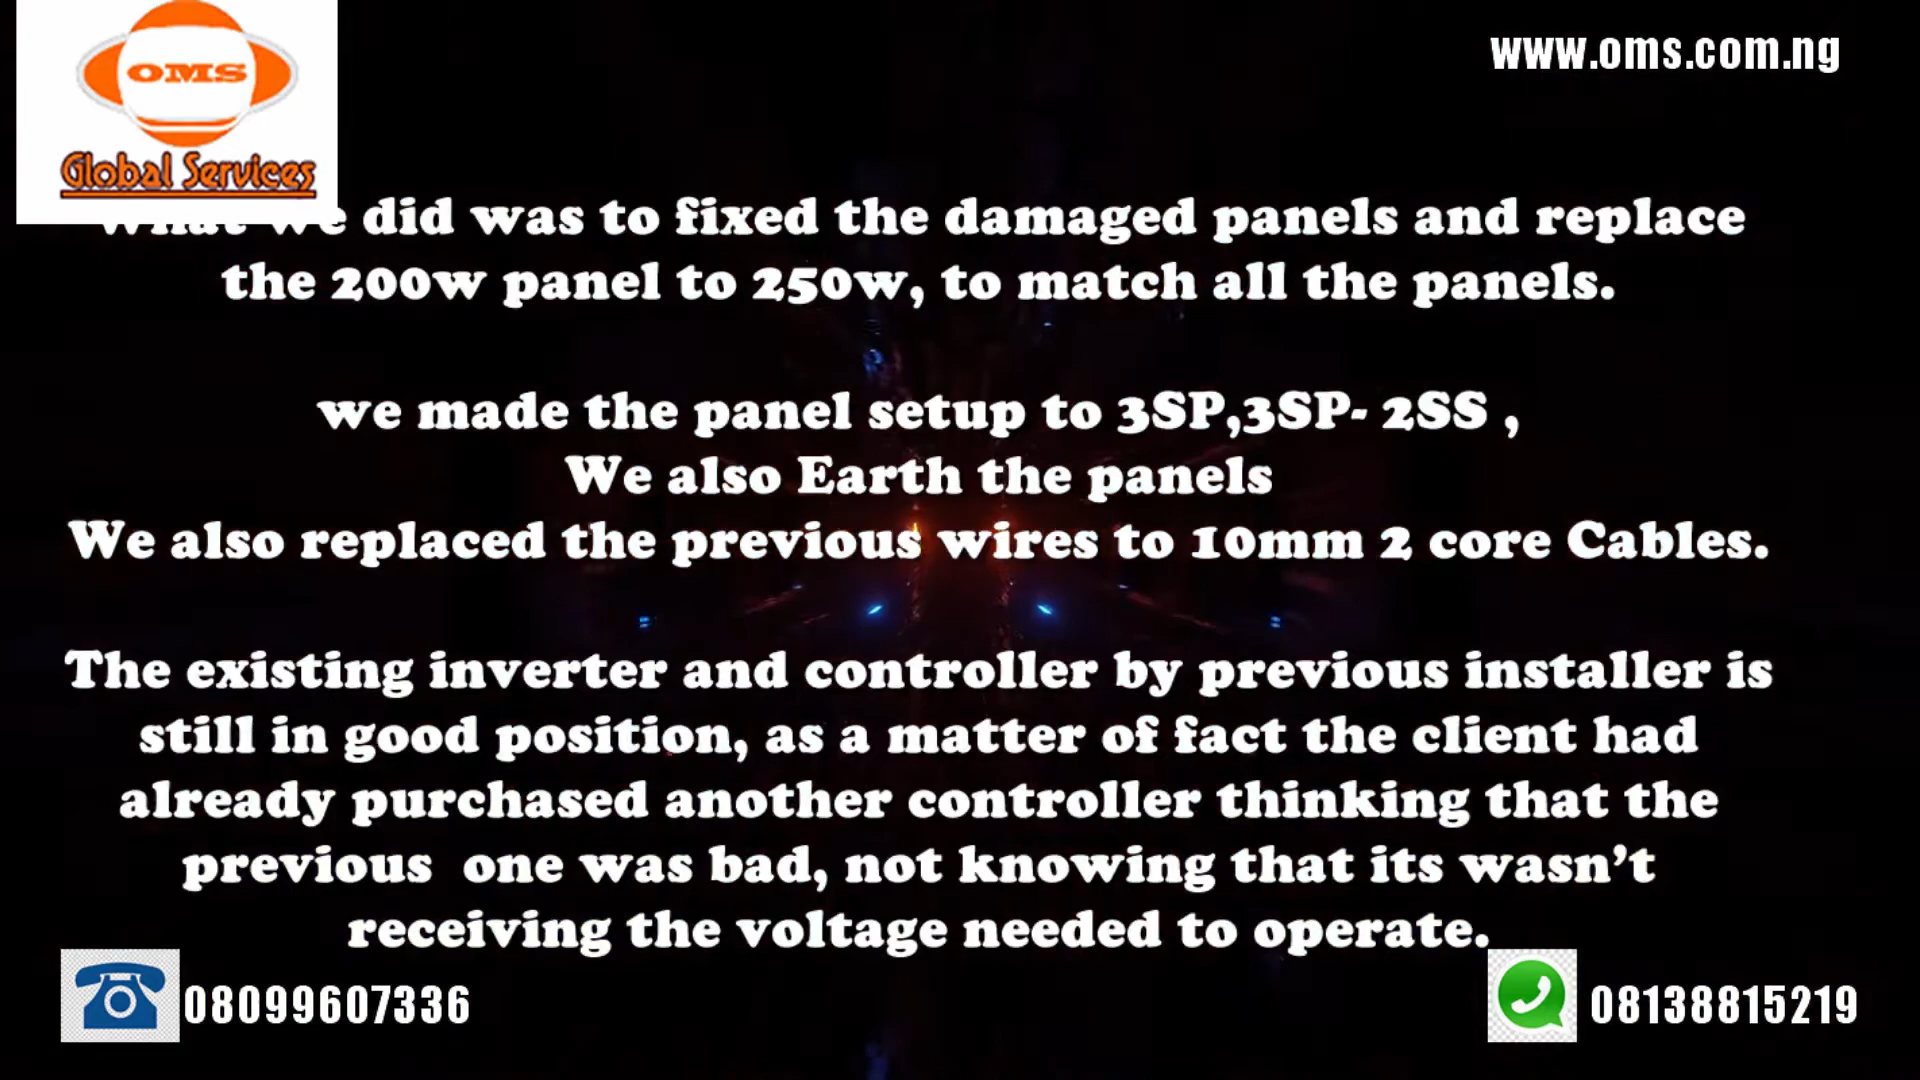 OMS
Global Services
www.oms.com.ng
What we did was to fixed the damaged panels and replace
the 200w panel to 250w, to match all the panels.
we made the panel setup to 3SP,3SP- 2SS ,
We also Earth the panels
We also replaced the previous wires to 10mm 2 core Cables.
The existing inverter and controller by previous installer is
still in good position, as a matter of fact the client had
already purchased another controller thinking that the
previous one was bad, not knowing that its wasn't
receiving the voltage needed to operate.
08099607336
08138815219